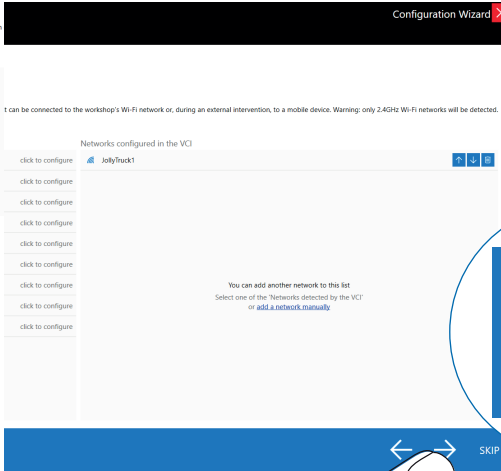 Configuration Wizard
t can be connected to the workshop's Wi-Fi network or, during an external intervention, to a mobile device. Warning: only 2.4GHz Wi-Fi networks will be detected.
Networks configured in the VCI
click to configure
JollyTruck1
click to configure
click to configure
click to configure
click to configure
click to configure
click to configure
You can add another network to this list
Select one of the 'Networks detected by the VCI'
or add a network manually
click to configure
click to configure
SKIP